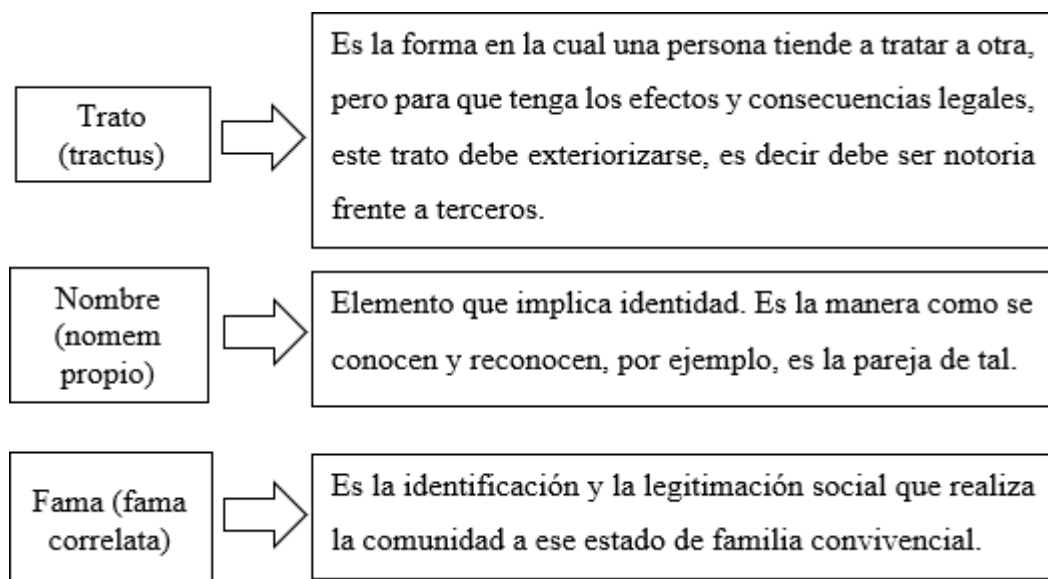 Trato
(tractus)
Es la forma en la cual una persona tiende a tratar a otra,
pero para que tenga los efectos y consecuencias legales,
este trato debe exteriorizarse, es decir debe ser notoria
frente a terceros.
Nombre
(nomem
propio)
Elemento que implica identidad. Es la manera como se
conocen y reconocen, por ejemplo, es la pareja de tal.
Fama (fama
correlata)
Es la identificación y la legitimación social que realiza
la comunidad a ese estado de familia convivencial.